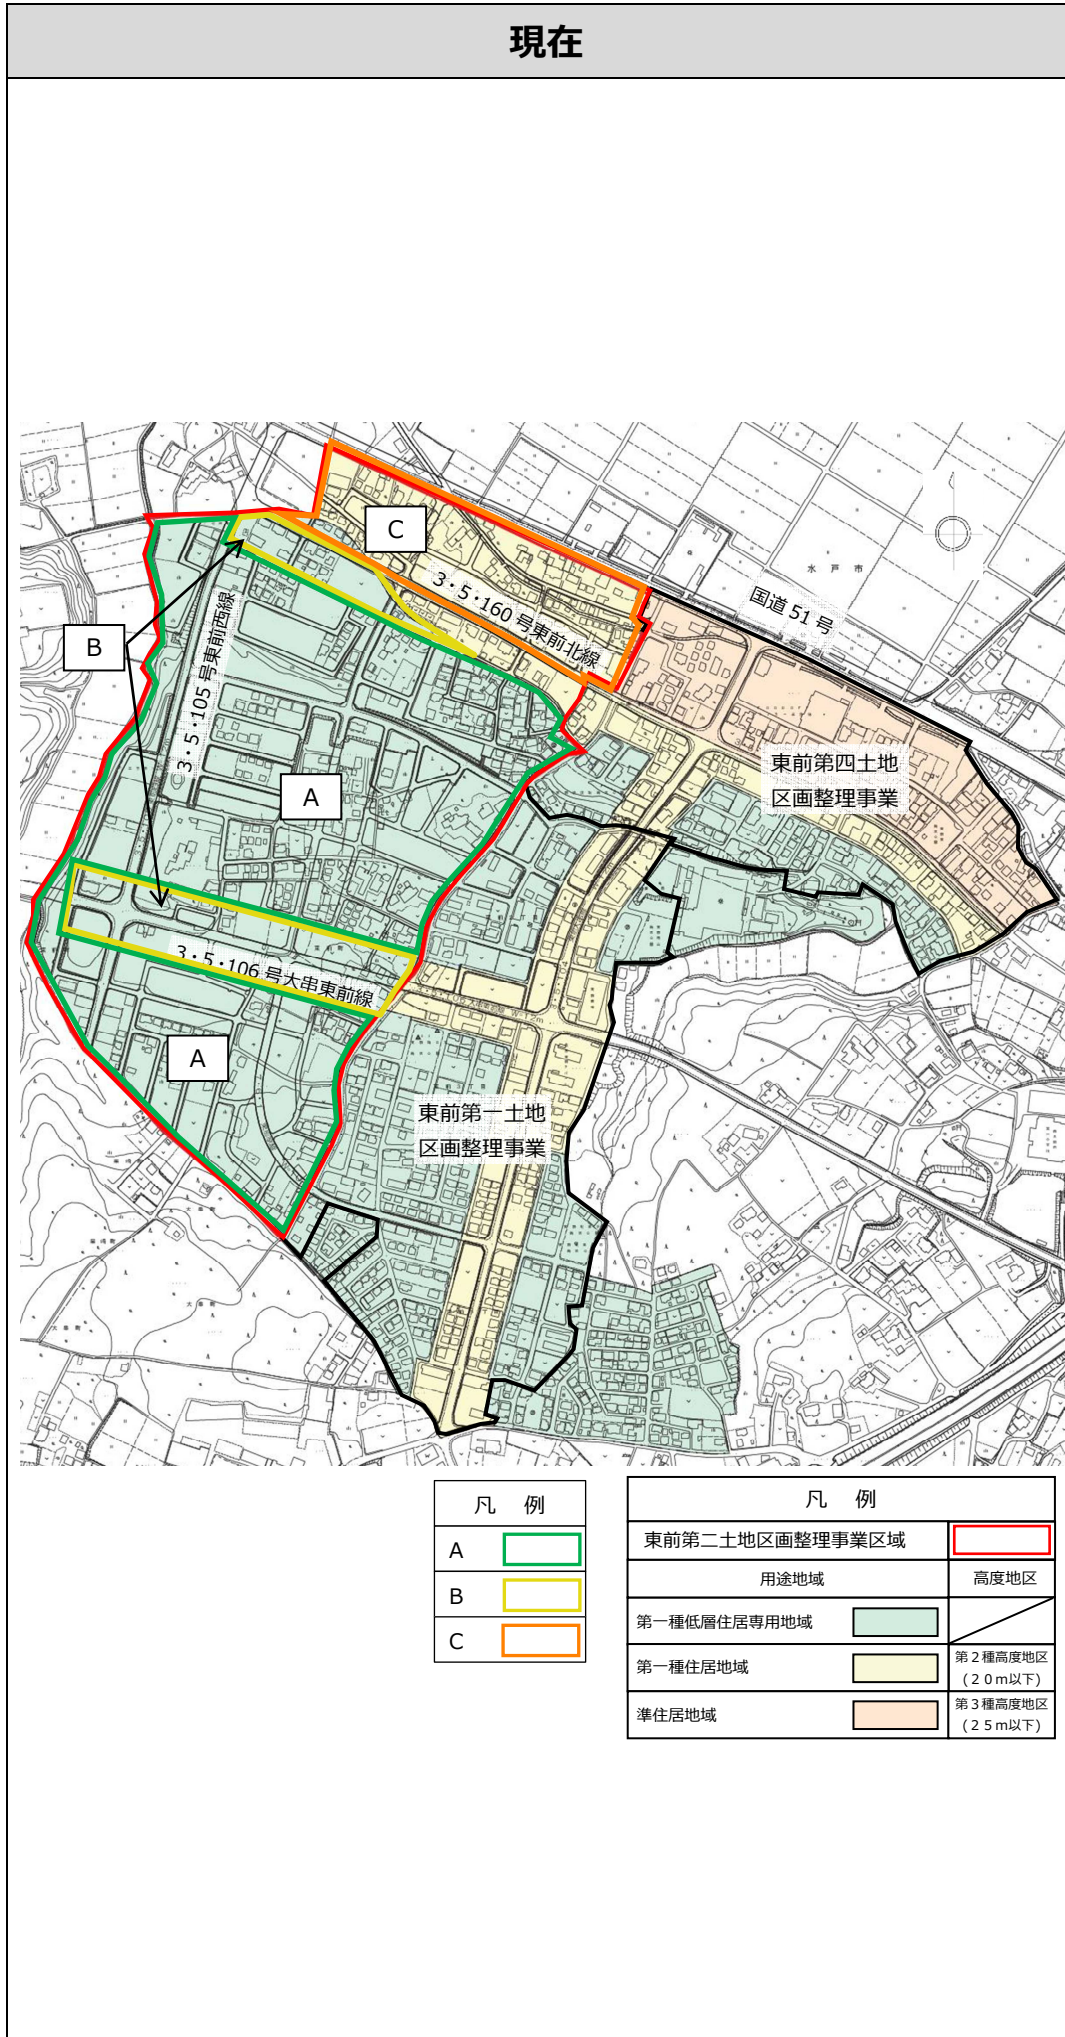 現在
C
3・5・160 号東前北線
国道 51 号
水戸市
B
3・5・105 号東前西線
A
東前第四土地
区画整理事業
3・5・106 号大串東前線
A
東前第一土地
区画整理事業
凡 例
A
B
C
凡 例
東前第二土地区画整理事業区域
用途地域
高度地区
第一種低層住居専用地域
第一種住居地域
第2種高度地区
(20m以下)
準住居地域
第3種高度地区
(25m以下)